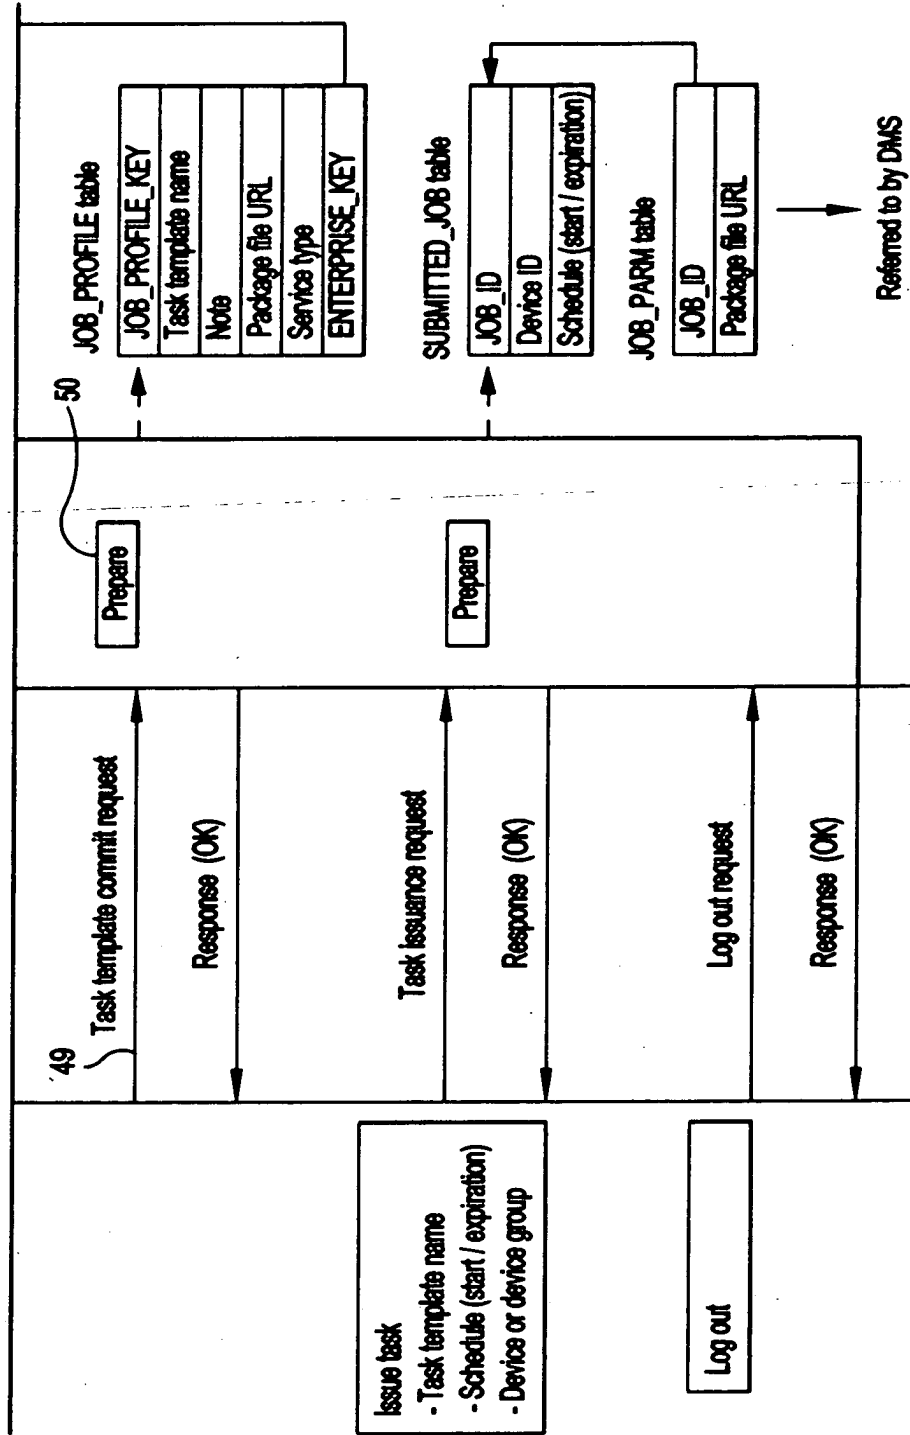 49
Task template commit request
Prepare
50
JOB_PROFILE table
JOB_PROFILE_KEY
Task template name
Note
Package file URL
Service type
ENTERPRISE_KEY
Response (OK)
Issue task
- Task template name
- Schedule (start / expiration)
- Device or device group
Task issuance request
Prepare
SUBMITTED_JOB table
JOB_ID
Device ID
Schedule (start / expiration)
Response (OK)
JOB_PARM table
JOB_ID
Package file URL
Log out
Log out request
Response (OK)
Referred to by DMS